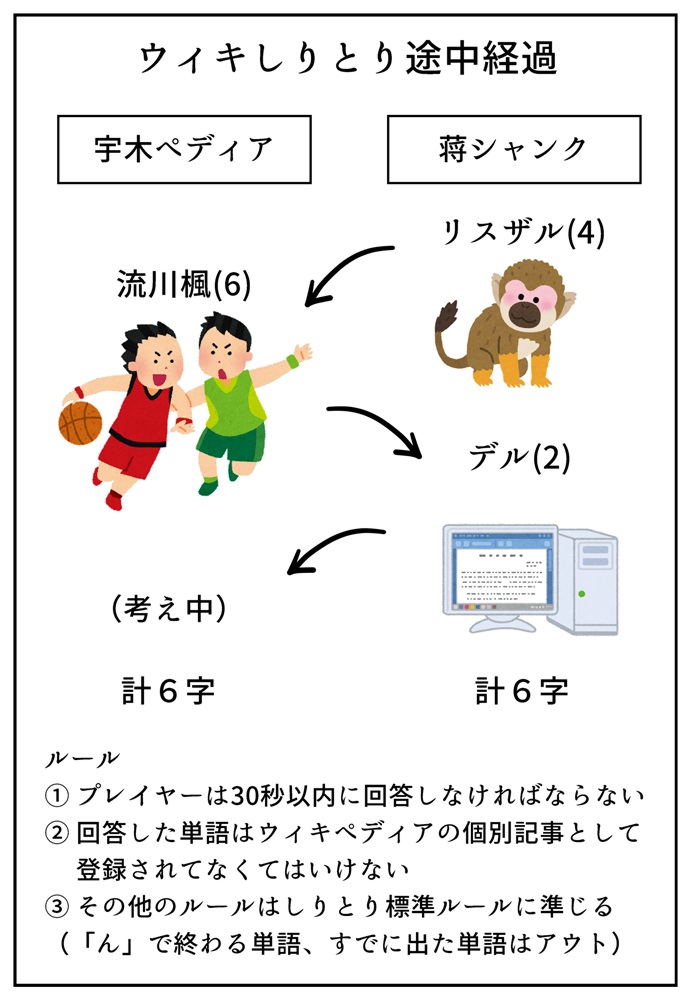 ウィキしりとり途中経過
宇木ペディア
蒋シャンク
リスザル(4)
流川楓(6)
デル(2)
（考え中）
計６字
計６字
ルール
① プレイヤーは30秒以内に回答しなければならない
② 回答した単語はウィキペディアの個別記事として
登録されてなくてはいけない
③ その他のルールはしりとり標準ルールに準じる
（「ん」で終わる単語、すでに出た単語はアウト）